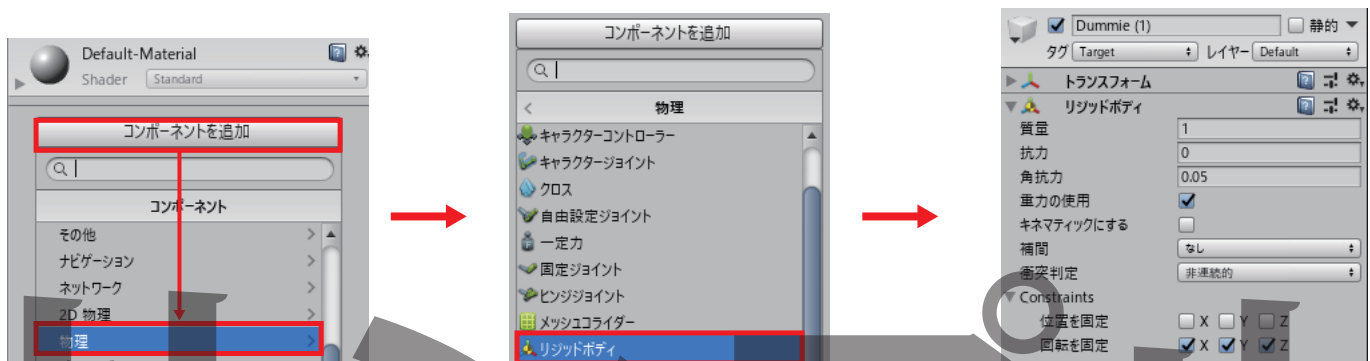 Default-Material
Shader Standard
コンポーネントを追加
コンポーネント
その他
ナビゲーション
ネットワーク
2D 物理
物理
コンポーネントを追加
物理
キャラクターコントローラー
キャラクタージョイント
クロス
自由設定ジョイント
一定力
固定ジョイント
ヒンジジョイント
メッシュコライダー
リジッドボディ
Dummie (1) 静的
タグ Target レイヤー Default
トランスフォーム
リジッドボディ
質量 1
抗力 0
角抗力 0.05
重力の使用
キネマティックにする
補間 なし
衝突判定 非連続的
Constraints
位置を固定 X Y Z
回転を固定 X Y Z